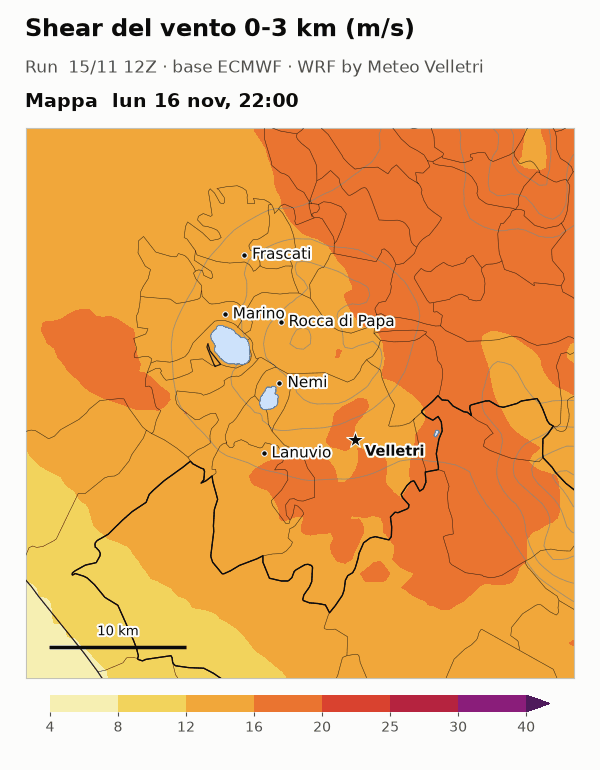 Shear del vento 0-3 km (m/s)
Run  15/11 12Z · base ECMWF · WRF by Meteo Velletri
Mappa  lun 16 nov, 22:00
Frascati
Marino
Rocca di Papa
Nemi
Velletri
Lanuvio
10 km
4 8 12 16 20 25 30 40